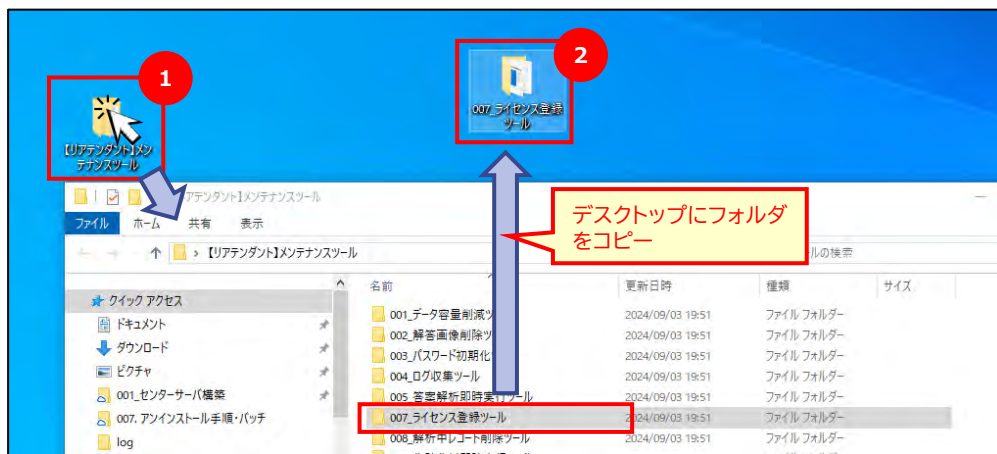 1
2
【リアテンダント】メン
テナンスツール
007_ライセンス登録
ツール
リアテンダント】メンテナンスツール
ファイル ホーム 共有 表示
> 【リアテンダント】メンテナンスツール
の検索
デスクトップにフォルダ
をコピー
名前 更新日時 種類 サイズ
クイック アクセス
001_データ容量削減 2024/09/03 19:51 ファイル フォルダー
ドキュメント
002_解答画像削除ツ 2024/09/03 19:51 ファイル フォルダー
ダウンロード
003_パスワード初期化 2024/09/03 19:51 ファイル フォルダー
ピクチャ
004_ログ収集ツール 2024/09/03 19:51 ファイル フォルダー
001_センターサーバ構築
005_答案解析即時実行ツール 2024/09/03 19:51 ファイル フォルダー
007. アンインストール手順・バッチ
007_ライセンス登録ツール 2024/09/03 19:51 ファイル フォルダー
log
008_解析中レコード削除ツール 2024/09/03 19:51 ファイル フォルダー